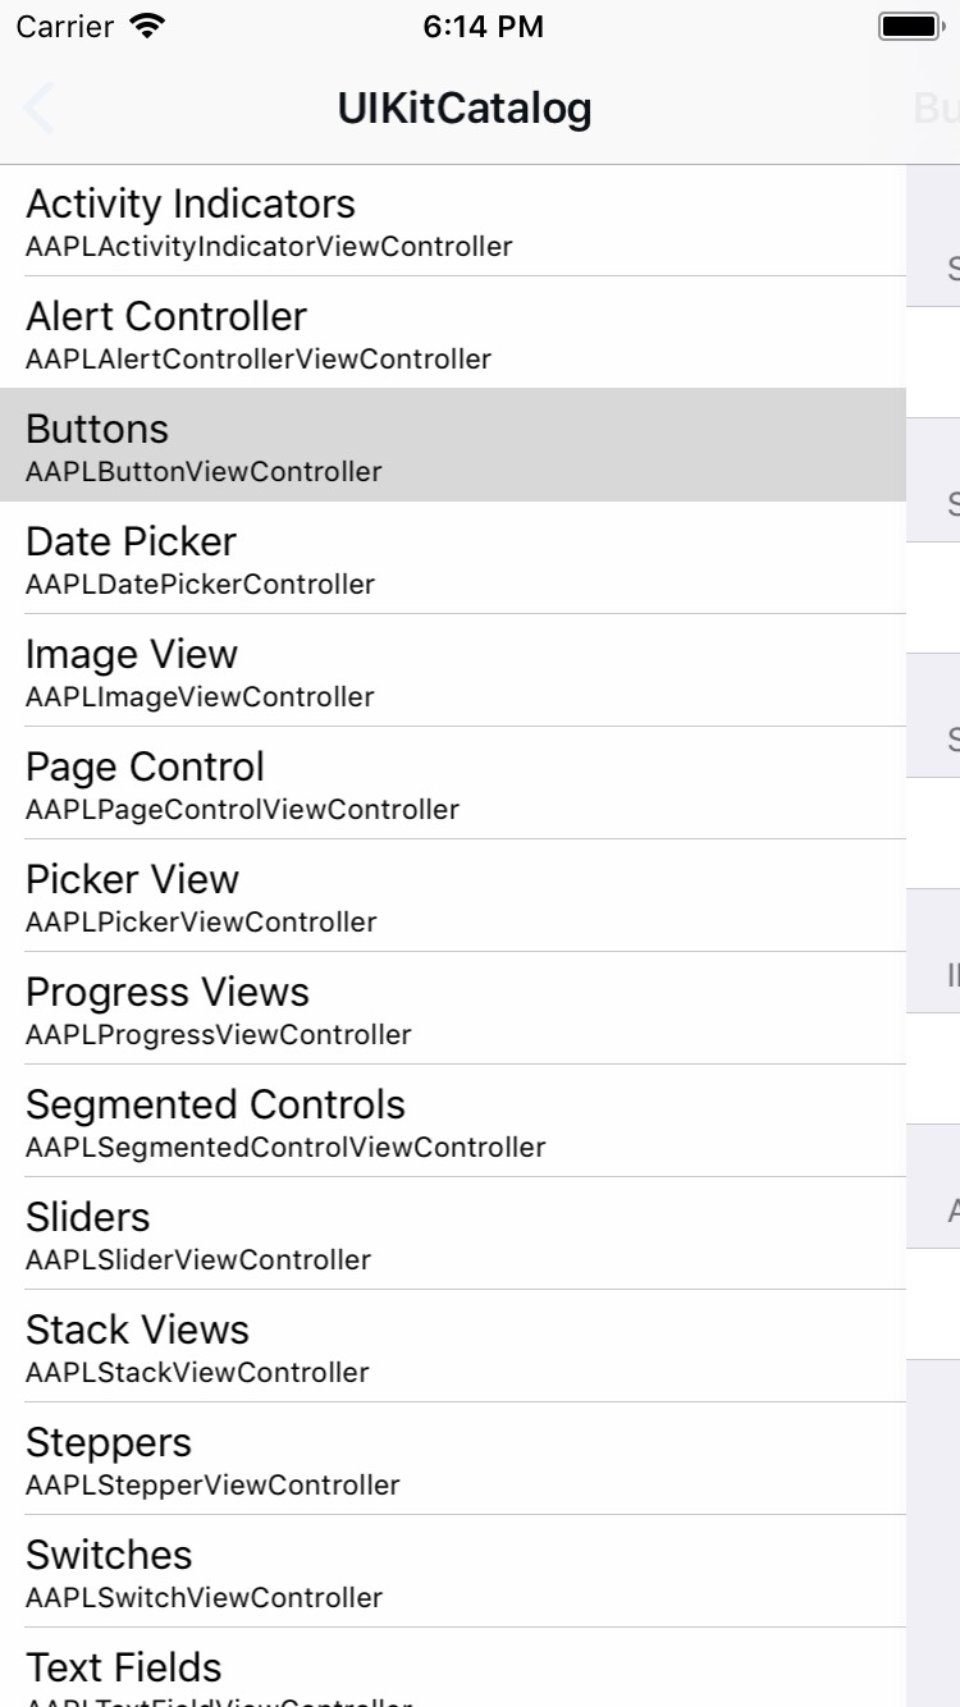 Carrier 6:14 PM
UIKitCatalog Bu
Activity Indicators
AAPLActivityIndicatorViewController
S
Alert Controller
AAPLAlertControllerViewController
Buttons
AAPLButtonViewController
S
Date Picker
AAPLDatePickerController
Image View
AAPLImageViewController
S
Page Control
AAPLPageControlViewController
Picker View
AAPLPickerViewController
Progress Views
AAPLProgressViewController
Segmented Controls
AAPLSegmentedControlViewController
Sliders
AAPLSliderViewController
A
Stack Views
AAPLStackViewController
Steppers
AAPLStepperViewController
Switches
AAPLSwitchViewController
Text Fields
AAPLTextFieldViewController